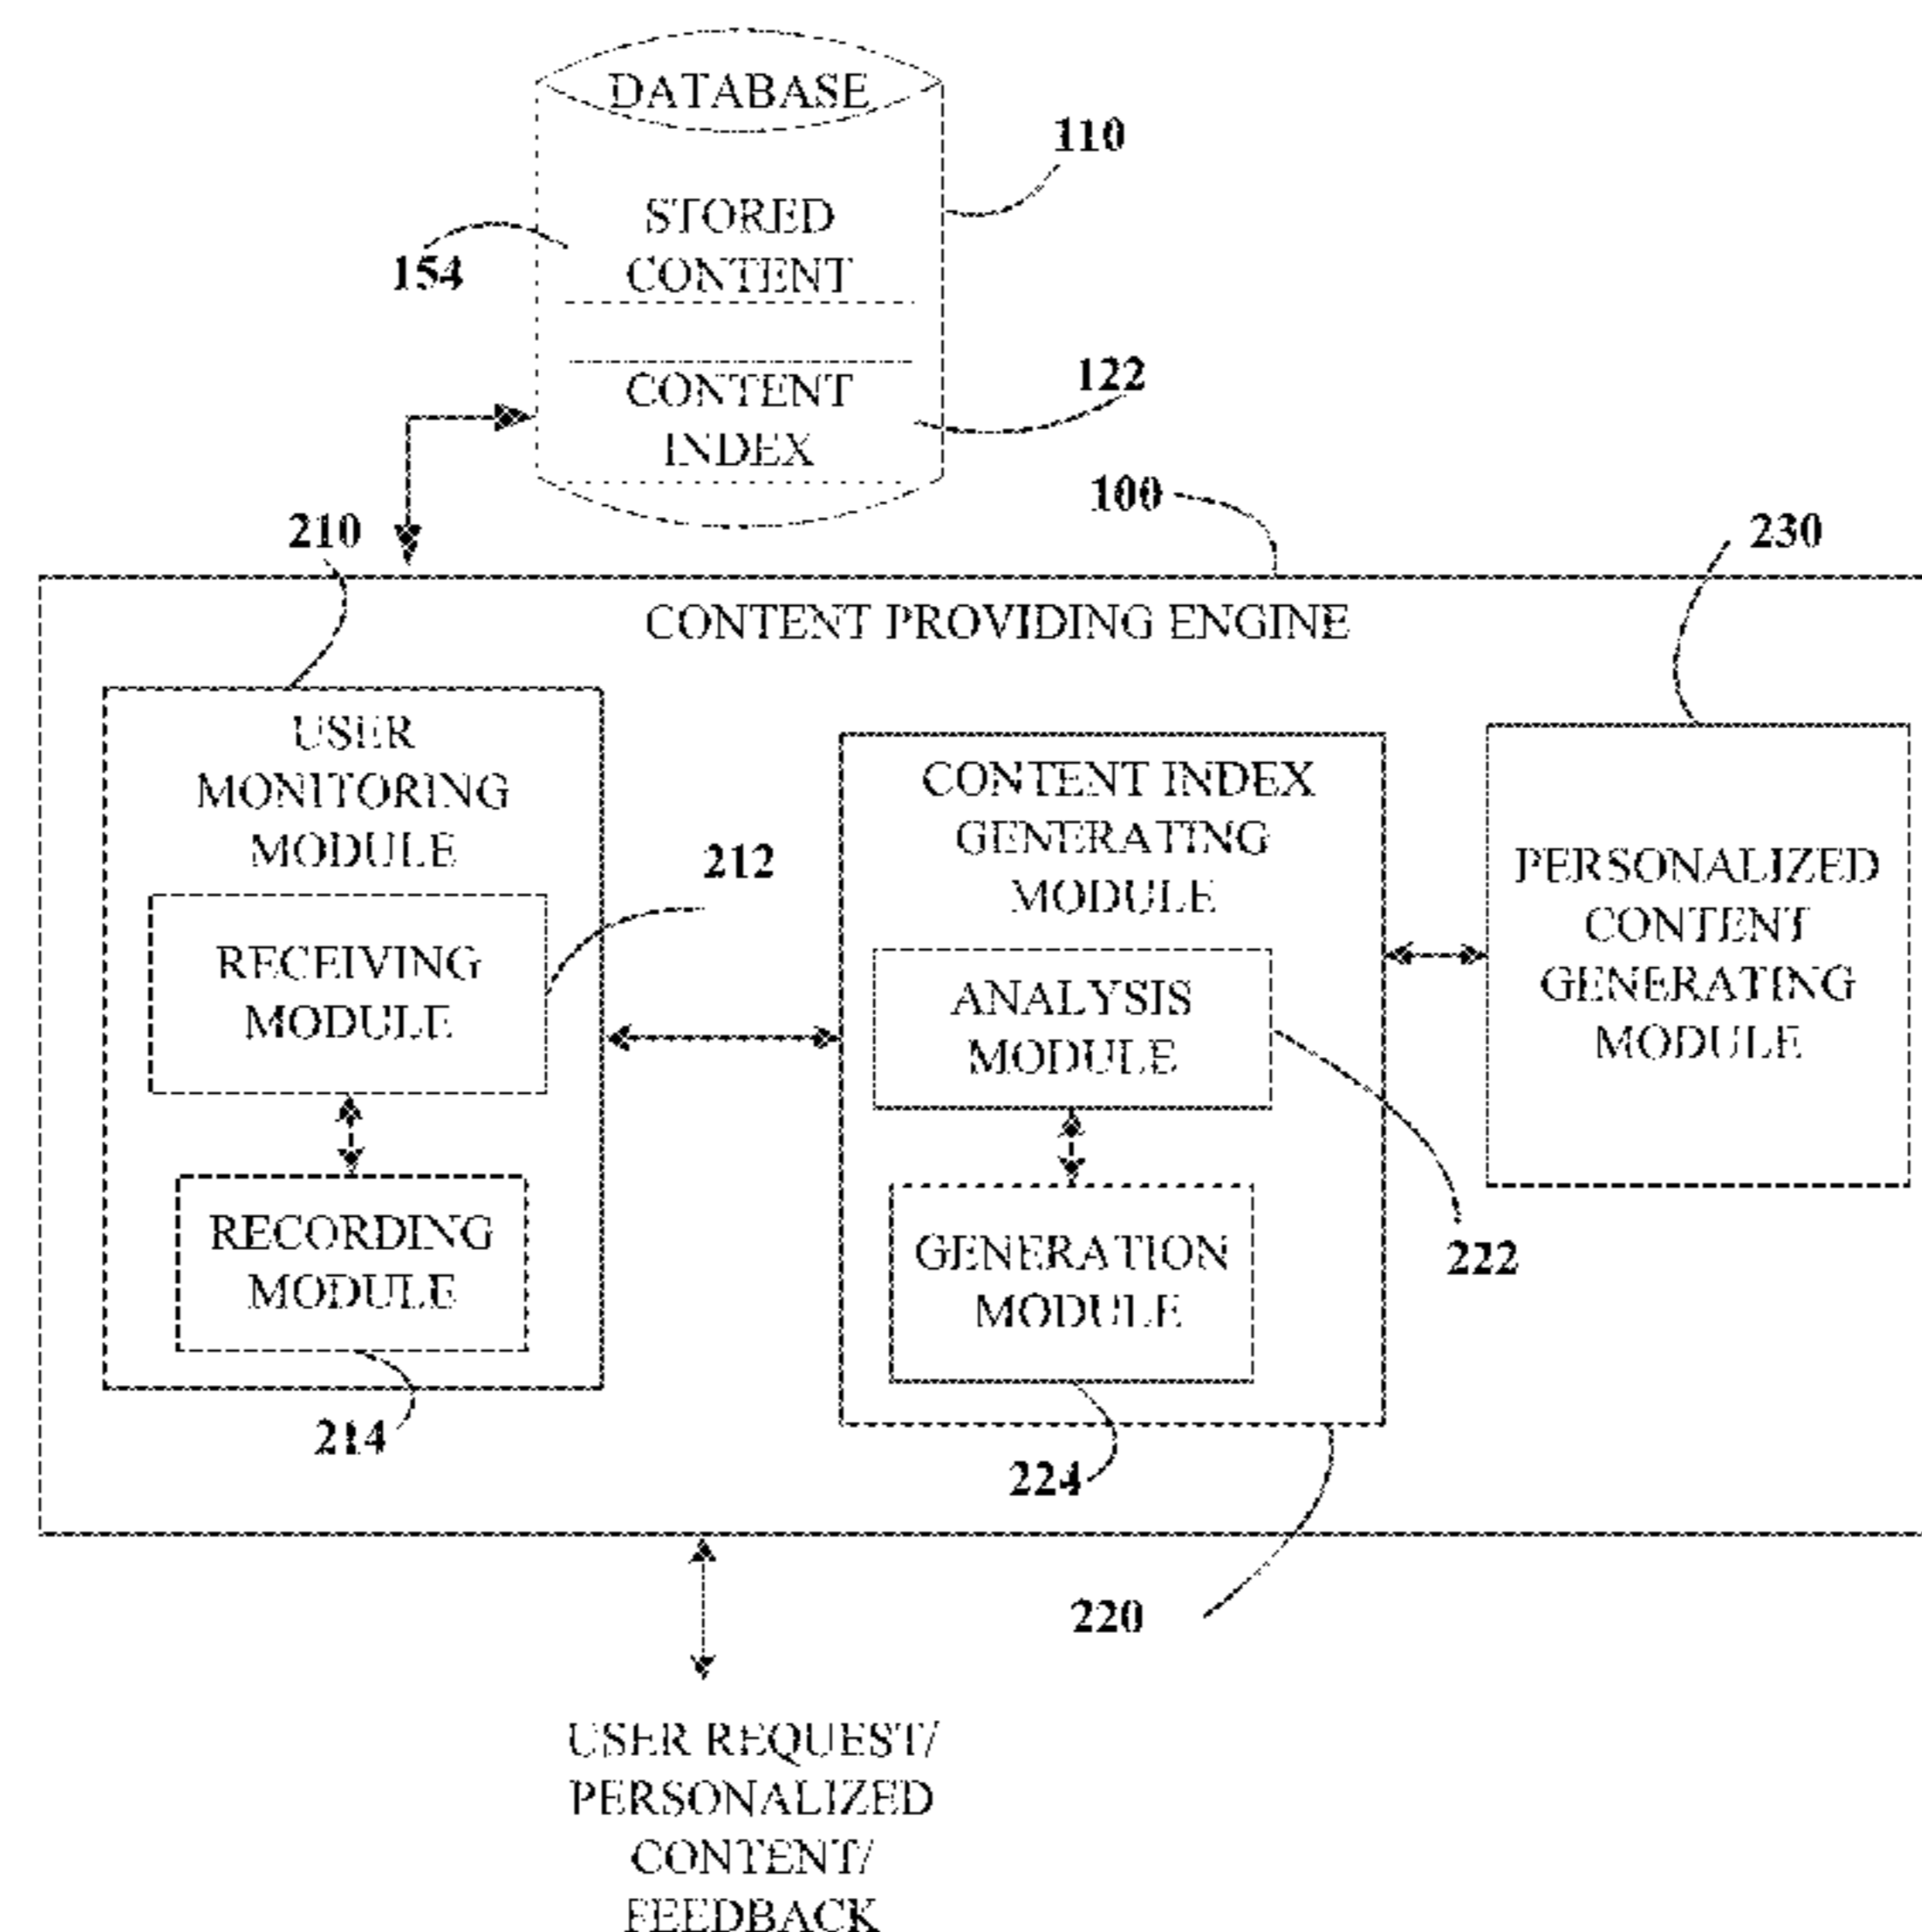 DATABASE
110
STORED
CONTENT
154
CONTENT
INDEX
122
100
210
230
CONTENT PROVIDING ENGINE
USER
MONITORING
MODULE
RECEIVING
MODULE
212
RECORDING
MODULE
214
CONTENT INDEX
GENERATING
MODULE
ANALYSIS
MODULE
222
GENERATION
MODULE
224
220
PERSONALIZED
CONTENT
GENERATING
MODULE
USER REQUEST/
PERSONALIZED
CONTENT/
FEEDBACK